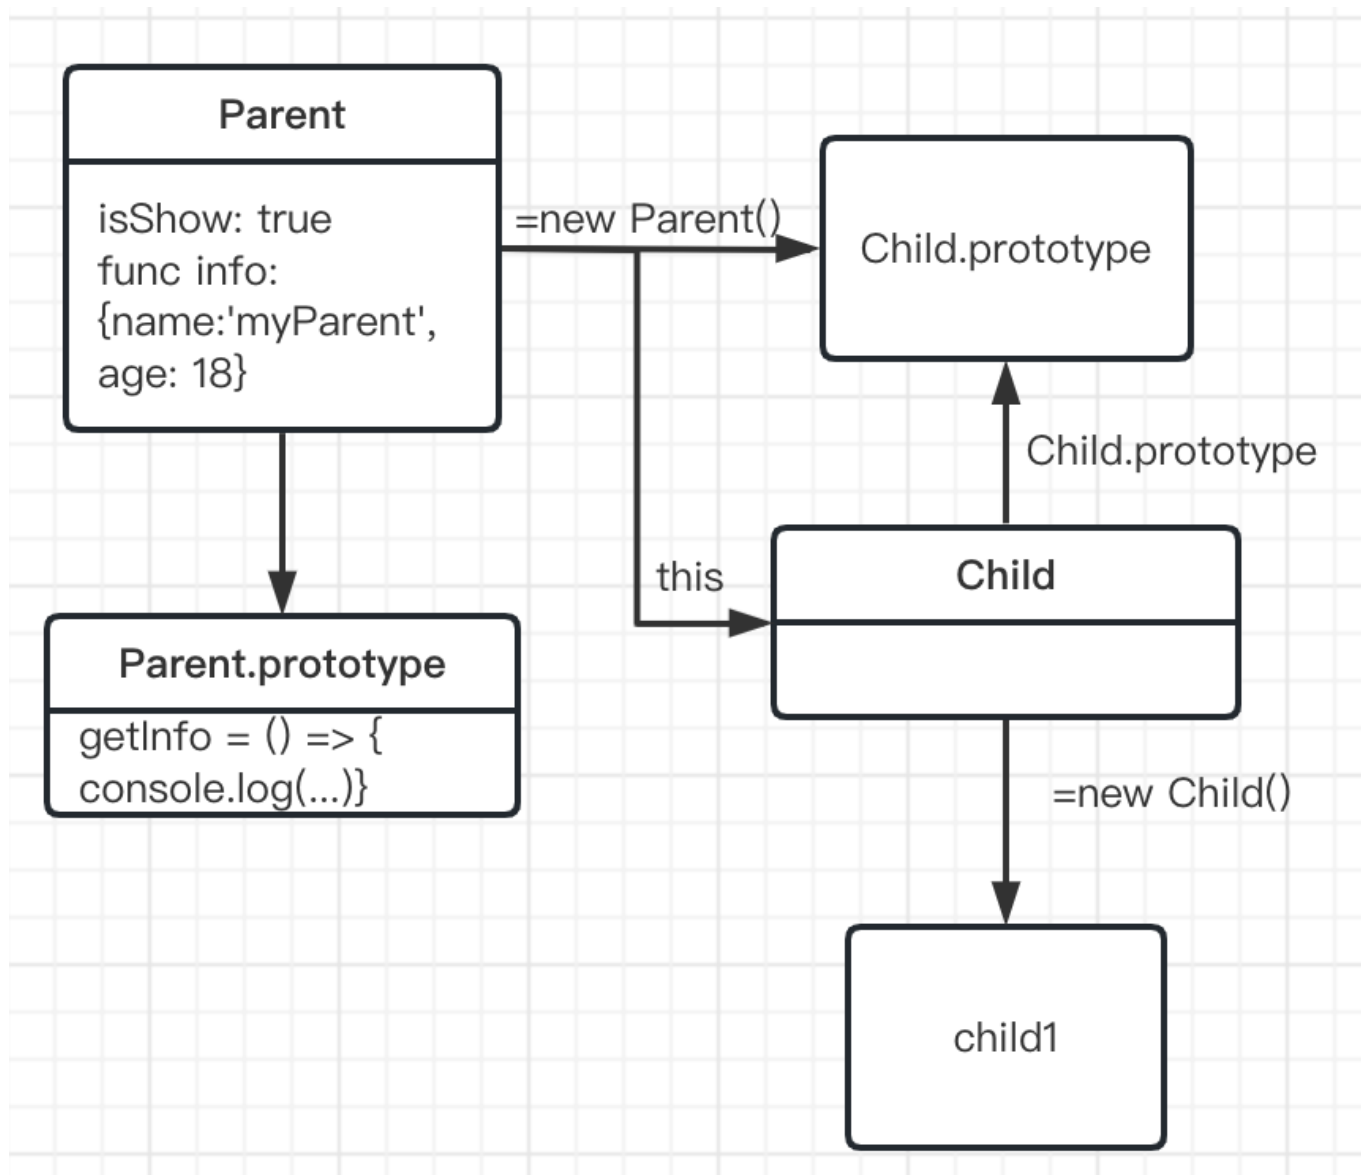 Parent
isShow: true
func info:
{name:'myParent',
age: 18}
=new Parent()
Child.prototype
Child.prototype
this
Child
Parent.prototype
getInfo = () => {
console.log(...)}
=new Child()
child1